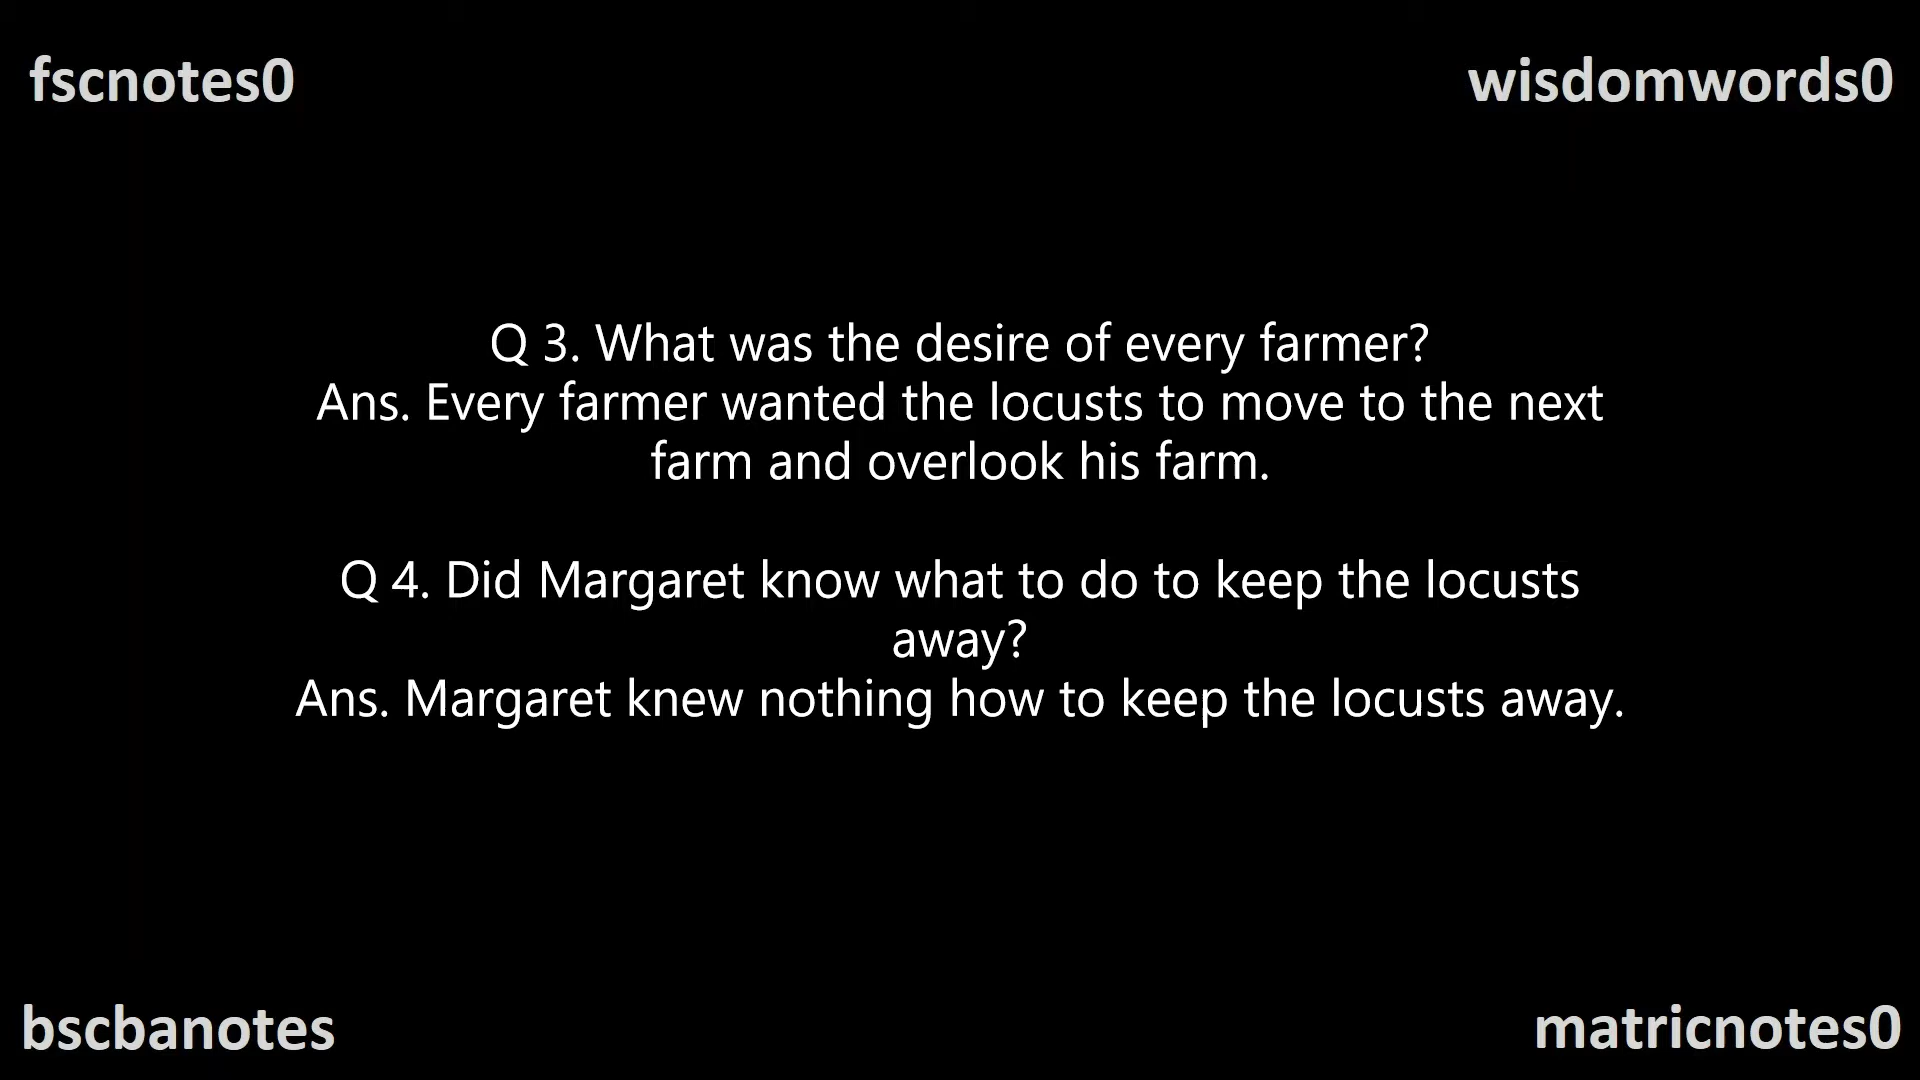 fscnotes0
wisdomwords0
Q 3. What was the desire of every farmer?
Ans. Every farmer wanted the locusts to move to the next
farm and overlook his farm.
Q 4. Did Margaret know what to do to keep the locusts
away?
Ans. Margaret knew nothing how to keep the locusts away.
bscbanotes
matricnotes0